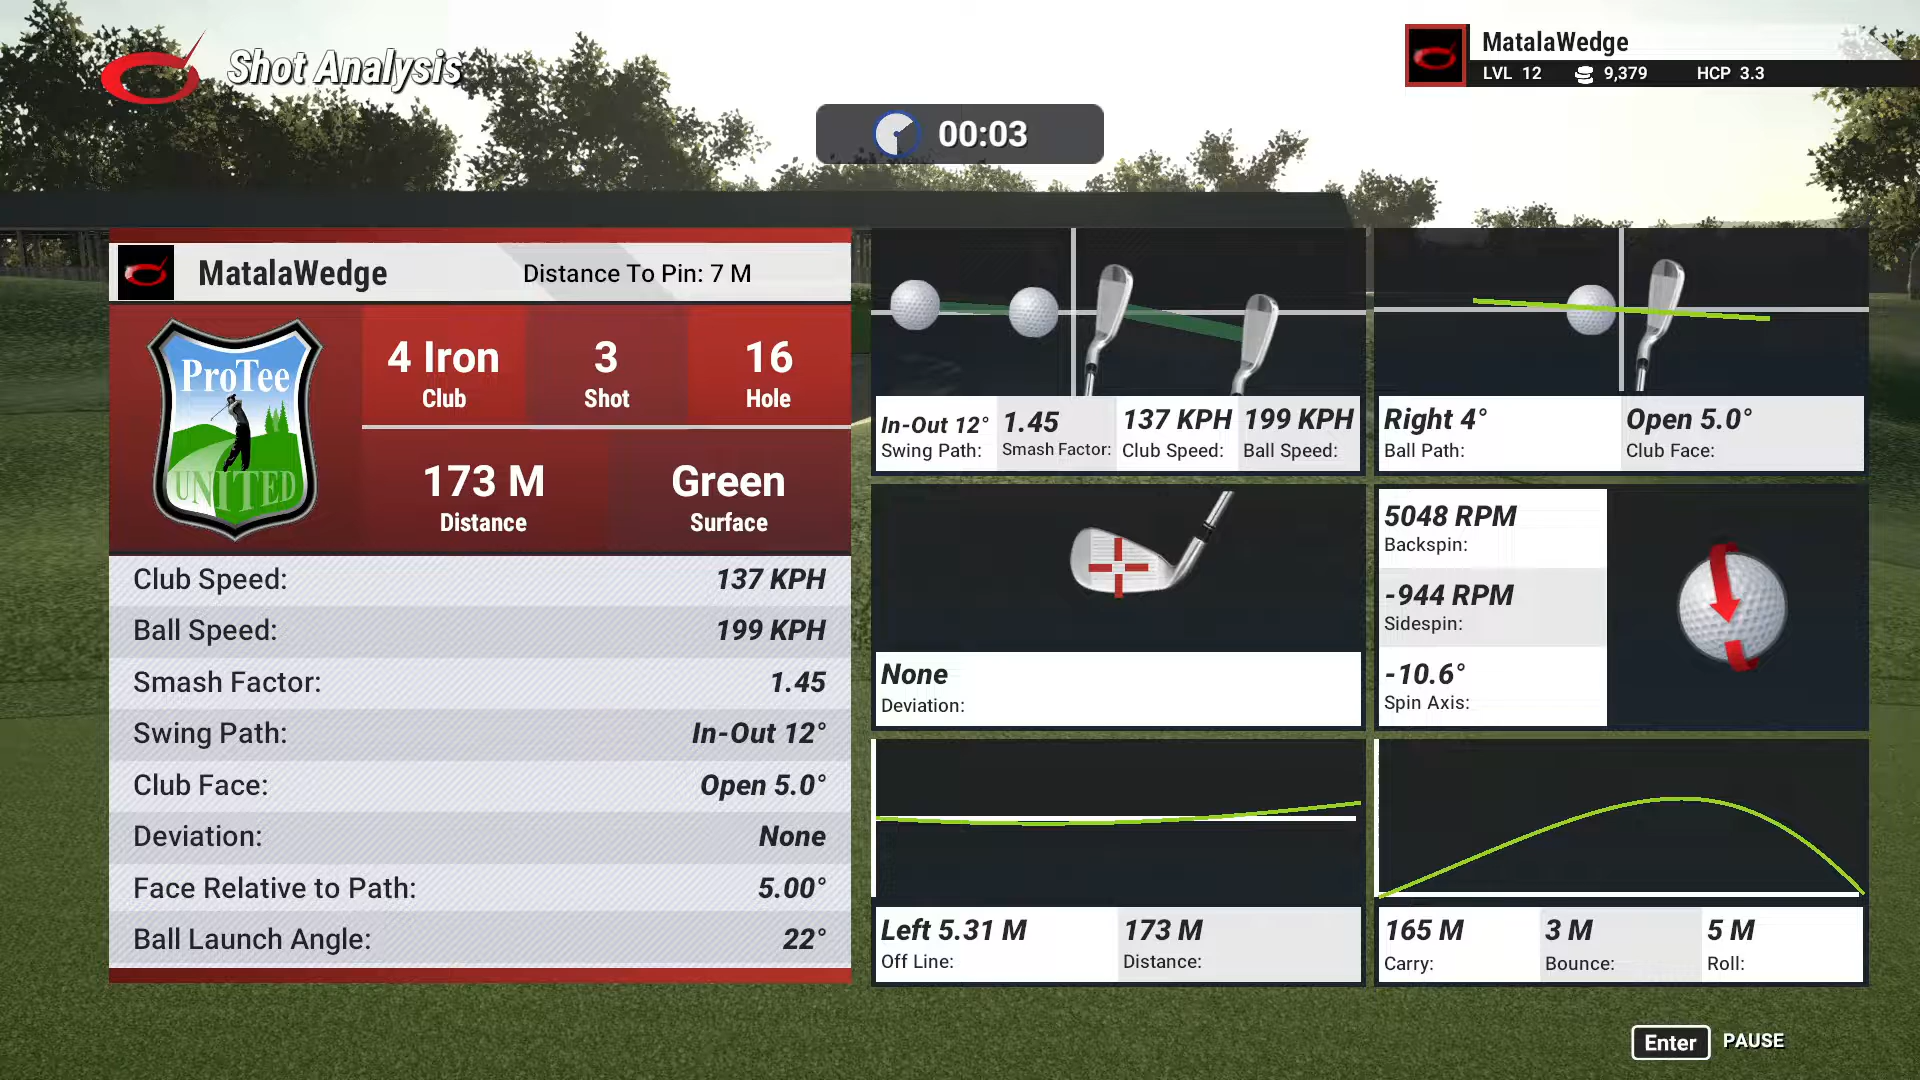 Shot Analysis
MatalaWedge
LVL 12 9,379 HCP 3.3
00:03
MatalaWedge Distance To Pin: 7 M
ProTee
UNITED
4 Iron 3 16
Club Shot Hole
173 M Green
Distance Surface
Club Speed: 137 KPH
Ball Speed: 199 KPH
Smash Factor: 1.45
Swing Path: In-Out 12°
Club Face: Open 5.0°
Deviation: None
Face Relative to Path: 5.00°
Ball Launch Angle: 22°
In-Out 12° 1.45 137 KPH 199 KPH
Swing Path: Smash Factor: Club Speed: Ball Speed:
Right 4° Open 5.0°
Ball Path: Club Face:
None
Deviation:
5048 RPM
Backspin:
-944 RPM
Sidespin:
-10.6°
Spin Axis:
Left 5.31 M 173 M
Off Line: Distance:
165 M 3 M 5 M
Carry: Bounce: Roll:
Enter PAUSE